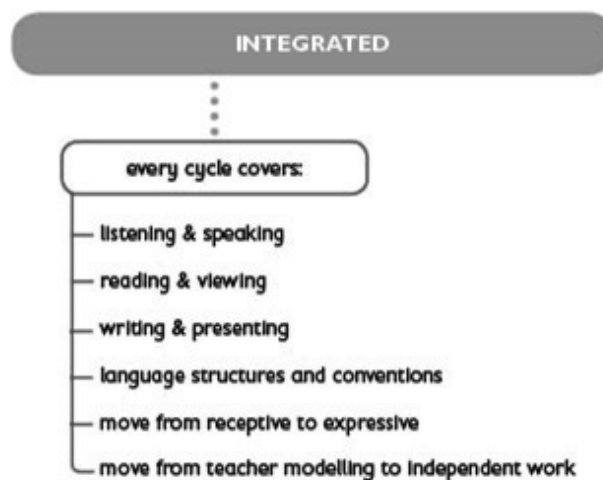 INTEGRATED
every cycle covers:
listening & speaking
reading & viewing
writing & presenting
language structures and conventions
move from receptive to expressive
move from teacher modelling to independent work